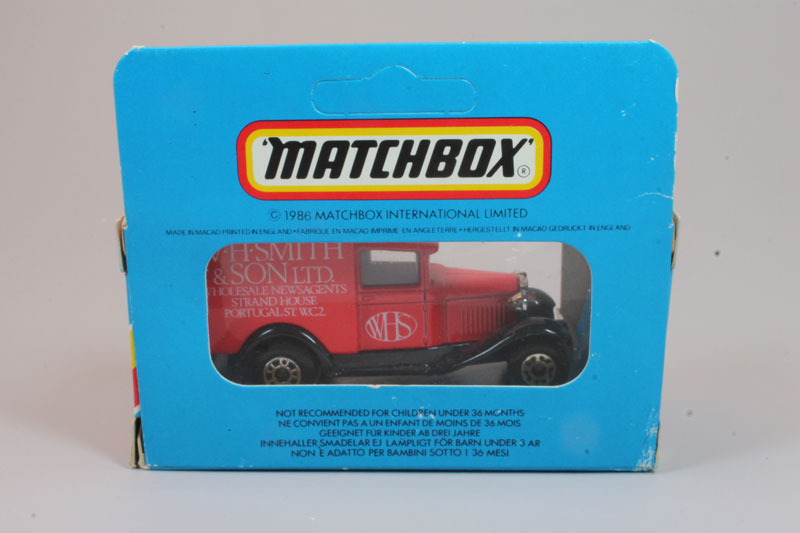 'MATCHBOX'®
© 1986 MATCHBOX INTERNATIONAL LIMITED
MADE IN MACAO PRINTED IN ENGLAND • FABRIQUE EN MACAO IMPRIME EN ANGLETERRE • HERGESTELLT IN MACAO GEDRUCKT IN ENGLAND
W·H·SMITH
& SON LTD.
WHOLESALE NEWSAGENTS
STRAND HOUSE
PORTUGAL ST. W.C.2.
WHS
NOT RECOMMENDED FOR CHILDREN UNDER 36 MONTHS
NE CONVIENT PAS A UN ENFANT DE MOINS DE 36 MOIS
GEEIGNET FÜR KINDER AB DREI JAHRE
INNEHALLER SMADELAR EJ LAMPLIGT FÖR BARN UNDER 3 AR
NON E ADATTO PER BAMBINI SOTTO I 36 MESI